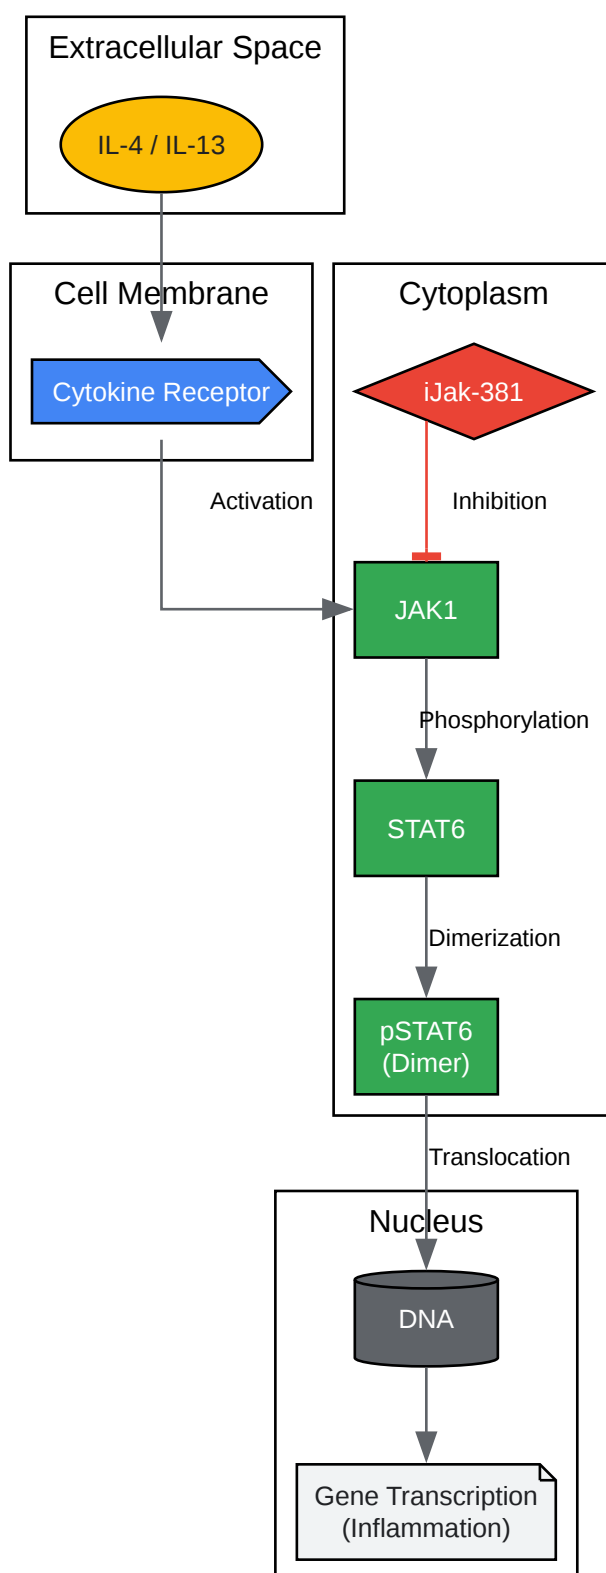 Extracellular Space
IL-4 / IL-13
Cell Membrane
Cytokine Receptor
Cytoplasm
iJak-381
Activation
Inhibition
JAK1
Phosphorylation
STAT6
Dimerization
pSTAT6
(Dimer)
Translocation
Nucleus
DNA
Gene Transcription
(Inflammation)